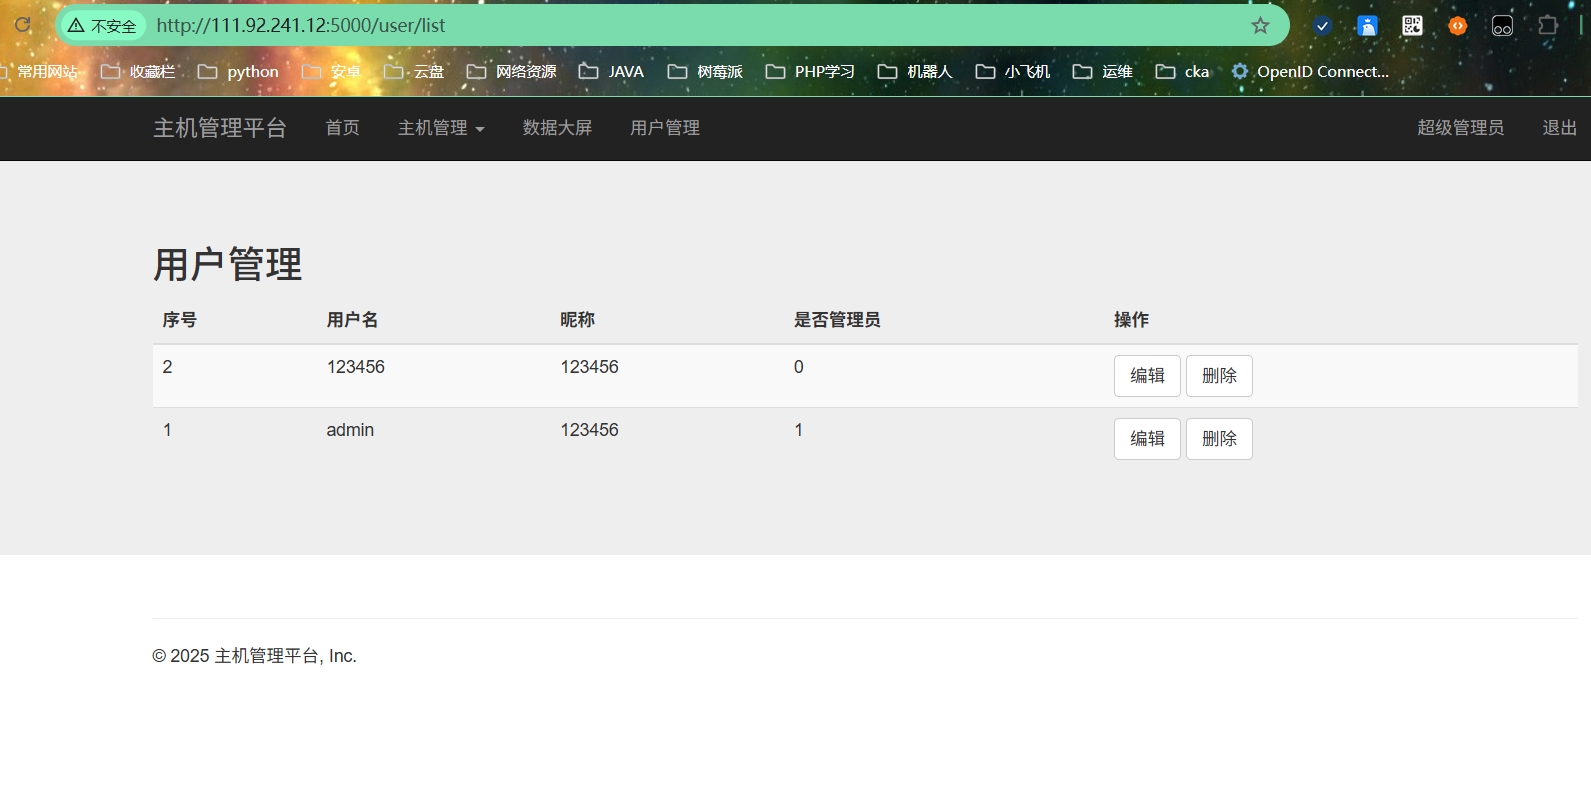 不安全 http://111.92.241.12:5000/user/list
常用网站 收藏栏 python 安卓 云盘 网络资源 JAVA 树莓派 PHP学习 机器人 小飞机 运维 cka OpenID Connect...
主机管理平台 首页 主机管理 数据大屏 用户管理 超级管理员 退出
用户管理
序号 用户名 昵称 是否管理员 操作
2 123456 123456 0 编辑 删除
1 admin 123456 1 编辑 删除
© 2025 主机管理平台, Inc.